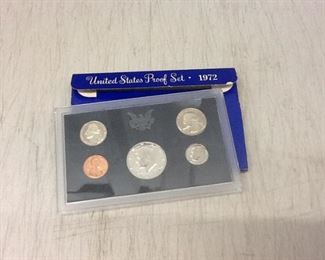 United States Proof Set · 1972